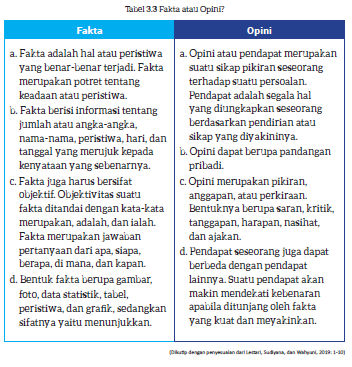 Tabel 3.3 Fakta atau Opini?
Fakta
a. Fakta adalah hal atau peristiwa
yang benar-benar terjadi. Fakta
merupakan potret tentang
keadaan atau peristiwa.
b. Fakta berisi informasi tentang
jumlah atau angka-angka,
nama-nama, peristiwa, hari, dan
tanggal yang merujuk kepada
kenyataan yang sebenarnya.
c. Fakta juga harus bersifat
objektif. Objektivitas suatu
fakta ditandai dengan kata-kata
merupakan, adalah, dan ialah.
Fakta merupakan jawaban
pertanyaan dari apa, siapa,
berapa, di mana, dan kapan.
d. Bentuk fakta berupa gambar,
foto, data statistik, tabel,
peristiwa, dan grafik, sedangkan
sifatnya yaitu menunjukkan.
Opini
a. Opini atau pendapat merupakan
suatu sikap pikiran seseorang
terhadap suatu persoalan.
Pendapat adalah segala hal
yang diungkapkan seseorang
berdasarkan pendirian atau
sikap yang diyakininya.
b. Opini dapat berupa pandangan
pribadi.
c. Opini merupakan pikiran,
anggapan, atau perkiraan.
Bentuknya berupa saran, kritik,
tanggapan, harapan, nasihat,
dan ajakan.
d. Pendapat seseorang juga dapat
berbeda dengan pendapat
lainnya. Suatu pendapat akan
makin mendekati kebenaran
apabila ditunjang oleh fakta
yang kuat dan meyakinkan.
(Dikutip dengan penyesuaian dari Lestari, Sudiyana, dan Wahyuni, 2019: 1-10)